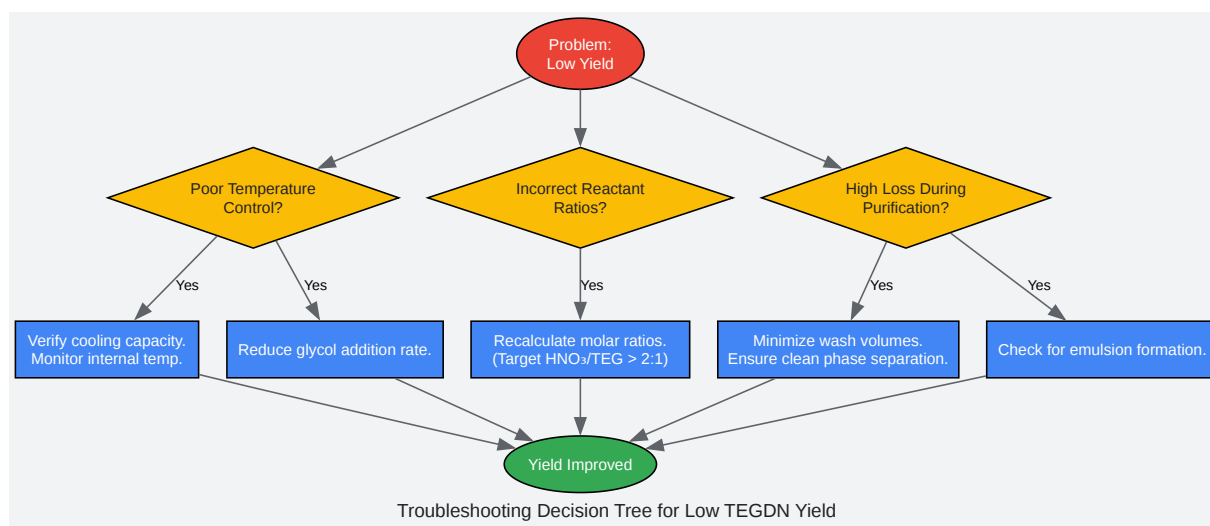 Problem:
Low Yield
Poor Temperature
Control?
Incorrect Reactant
Ratios?
High Loss During
Purification?
Yes
Yes
Yes
Yes
Yes
Verify cooling capacity.
Monitor internal temp.
Reduce glycol addition rate.
Recalculate molar ratios.
(Target HNO₃/TEG > 2:1)
Minimize wash volumes.
Ensure clean phase separation.
Check for emulsion formation.
Yield Improved
Troubleshooting Decision Tree for Low TEGDN Yield